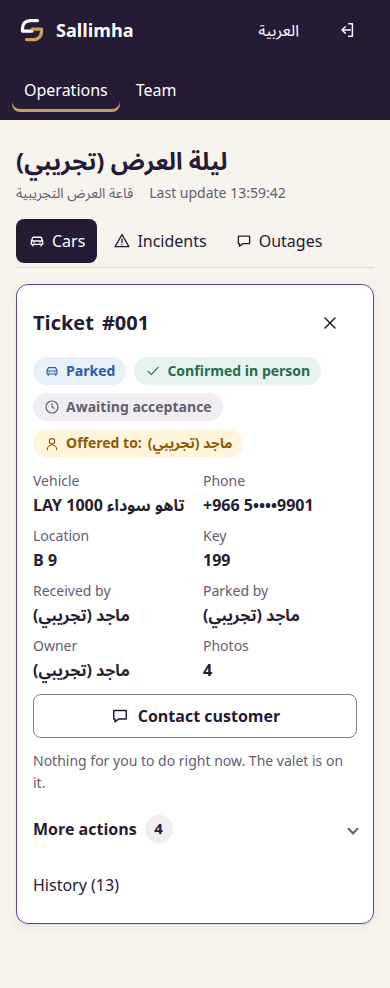 Sallimha
العربية
Operations
Team
ليلة العرض (تجريبي)
قاعة العرض التجريبية Last update 13:59:42
Cars
Incidents
Outages
Ticket #001
Parked
Confirmed in person
Awaiting acceptance
Offered to: ماجد (تجريبي)
Vehicle
Phone
LAY 1000 تاهو سوداء
+966 5••••9901
Location
Key
B 9
199
Received by
Parked by
ماجد (تجريبي)
ماجد (تجريبي)
Owner
Photos
ماجد (تجريبي)
4
Contact customer
Nothing for you to do right now. The valet is on
it.
More actions 4
History (13)